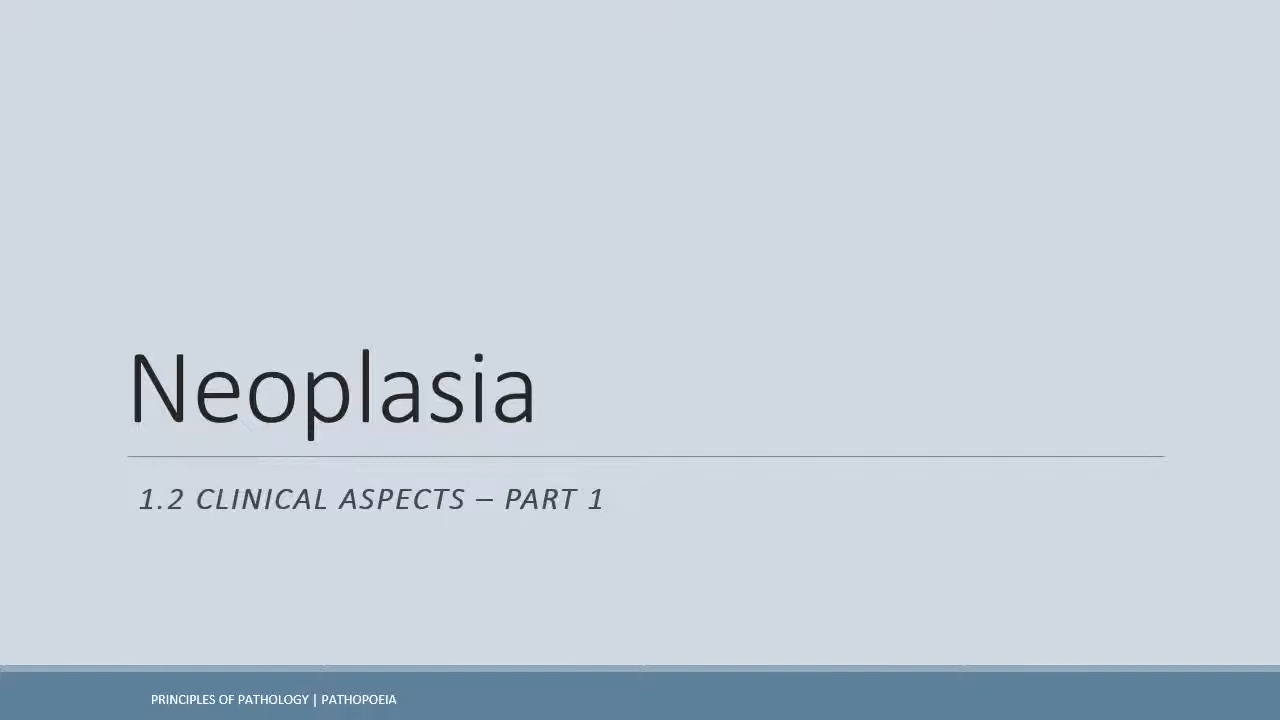 Neoplasia
1.2 CLINICAL ASPECTS – PART 1
PRINCIPLES OF PATHOLOGY | PATHOPOEIA